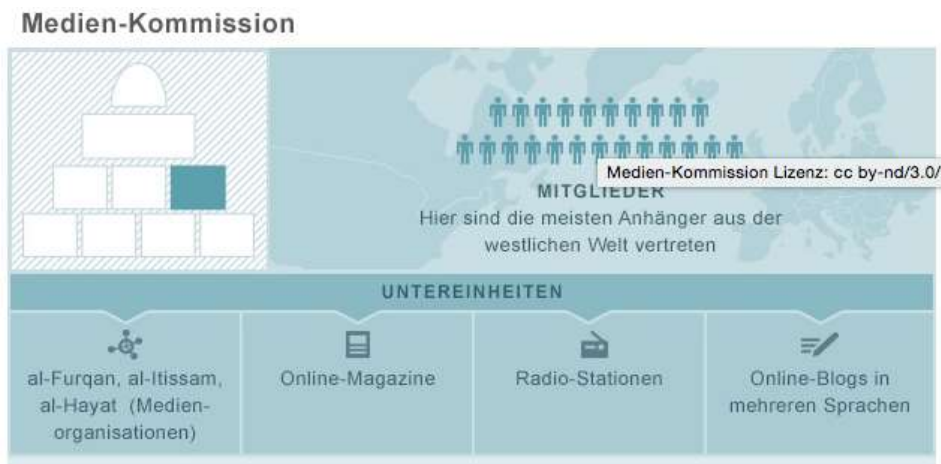 Medien-Kommission
Medien-Kommission Lizenz: cc by-nd/3.0/
MITGLIEDER
Hier sind die meisten Anhänger aus der
westlichen Welt vertreten
UNTEREINHEITEN
al-Furqan, al-Itissam,
al-Hayat (Medien-
organisationen)
Online-Magazine
Radio-Stationen
Online-Blogs in
mehreren Sprachen